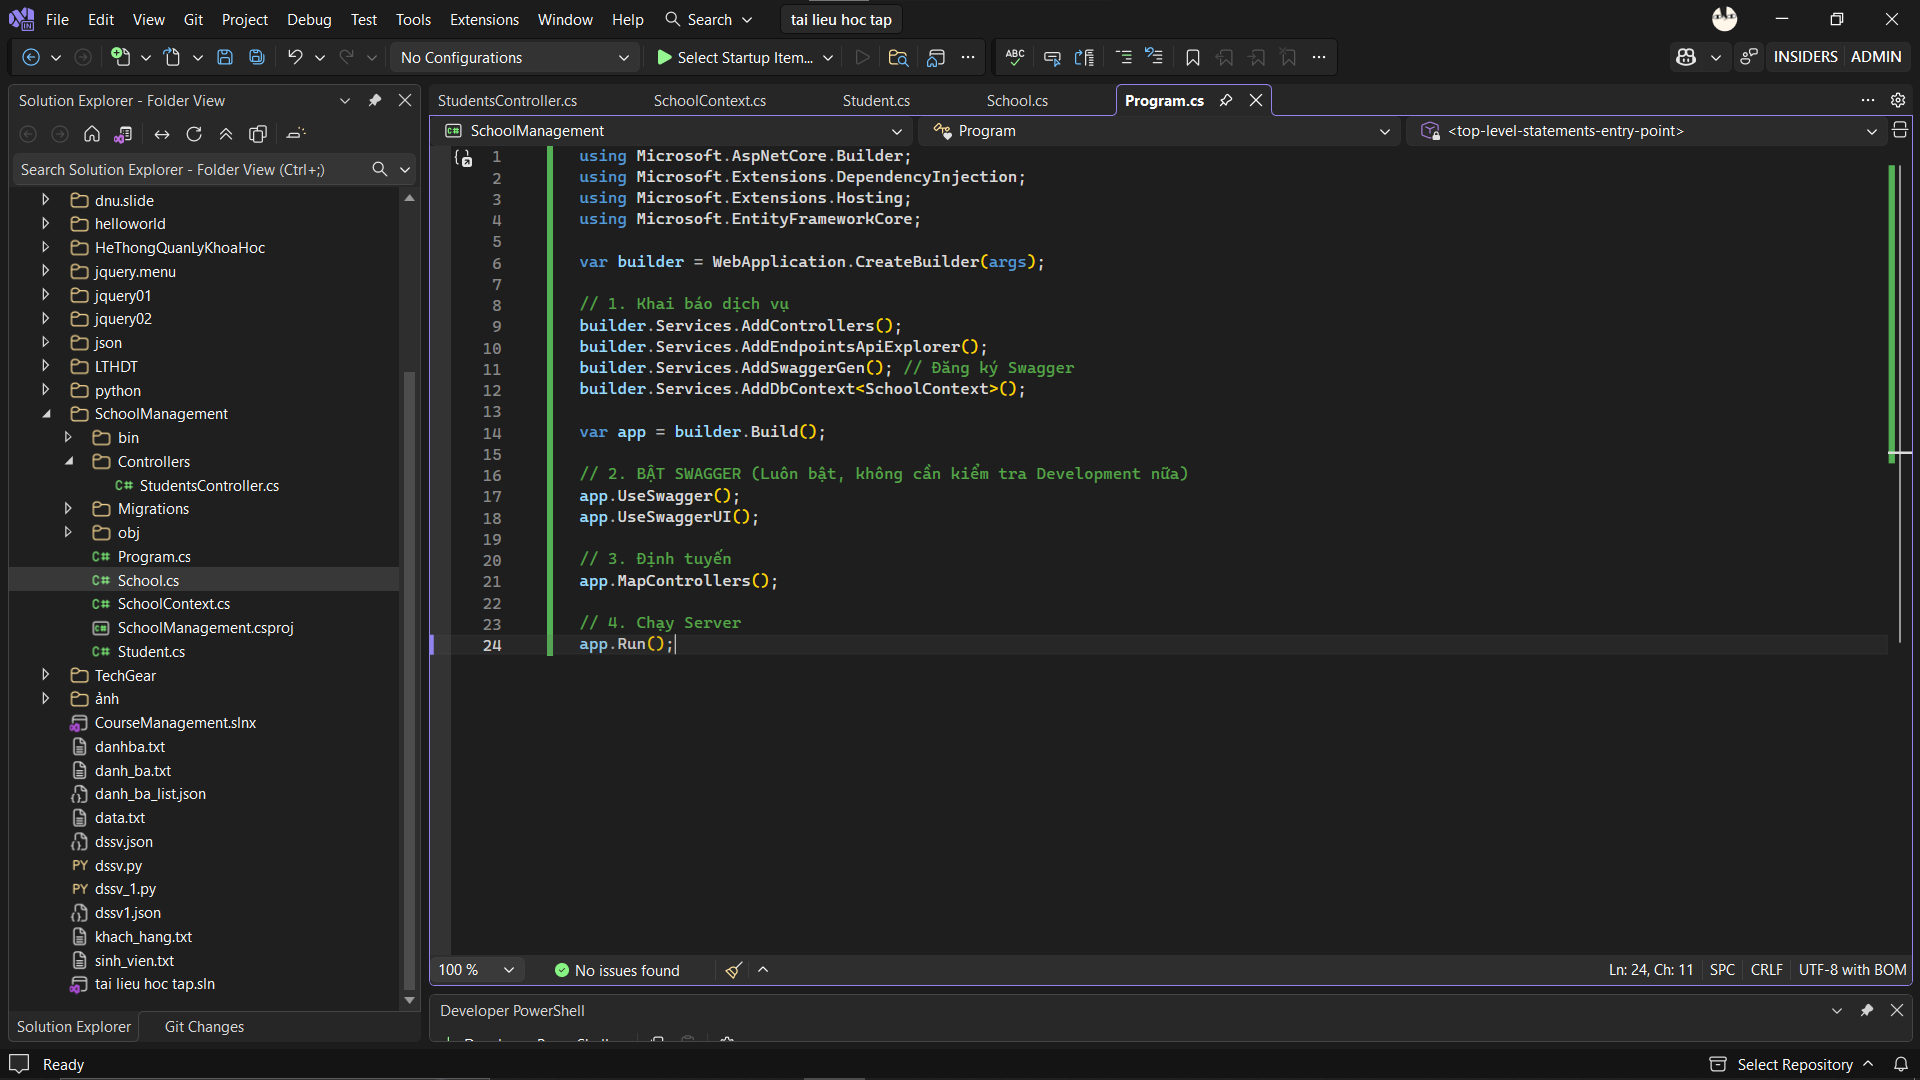 File Edit View Git Project Debug Test Tools Extensions Window Help Search tai lieu hoc tap
No Configurations Select Startup Item... INSIDERS ADMIN
Solution Explorer - Folder View
Search Solution Explorer - Folder View (Ctrl+;)
dnu.slide
helloworld
HeThongQuanLyKhoaHoc
jquery.menu
jquery01
jquery02
json
LTHDT
python
SchoolManagement
bin
Controllers
C# StudentsController.cs
Migrations
obj
C# Program.cs
C# School.cs
C# SchoolContext.cs
SchoolManagement.csproj
C# Student.cs
TechGear
ảnh
CourseManagement.slnx
danhba.txt
danh_ba.txt
danh_ba_list.json
data.txt
dssv.json
PY dssv.py
PY dssv_1.py
dssv1.json
khach_hang.txt
sinh_vien.txt
tai lieu hoc tap.sln
Solution Explorer Git Changes
StudentsController.cs SchoolContext.cs Student.cs School.cs Program.cs
SchoolManagement Program <top-level-statements-entry-point>
1 using Microsoft.AspNetCore.Builder;
2 using Microsoft.Extensions.DependencyInjection;
3 using Microsoft.Extensions.Hosting;
4 using Microsoft.EntityFrameworkCore;
5
6 var builder = WebApplication.CreateBuilder(args);
7
8 // 1. Khai báo dịch vụ
9 builder.Services.AddControllers();
10 builder.Services.AddEndpointsApiExplorer();
11 builder.Services.AddSwaggerGen(); // Đăng ký Swagger
12 builder.Services.AddDbContext<SchoolContext>();
13
14 var app = builder.Build();
15
16 // 2. BẬT SWAGGER (Luôn bật, không cần kiểm tra Development nữa)
17 app.UseSwagger();
18 app.UseSwaggerUI();
19
20 // 3. Định tuyến
21 app.MapControllers();
22
23 // 4. Chạy Server
24 app.Run();
100 % No issues found Ln: 24, Ch: 11 SPC CRLF UTF-8 with BOM
Developer PowerShell
Ready Select Repository